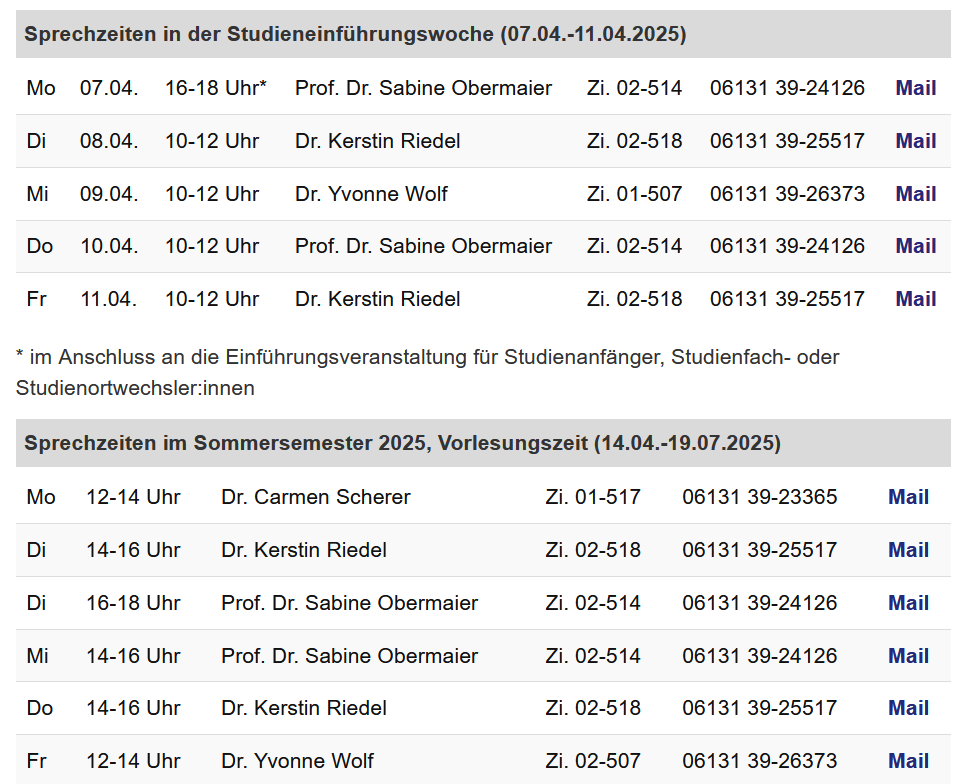 Sprechzeiten in der Studieneinführungswoche (07.04.-11.04.2025)
Mo 07.04. 16-18 Uhr* Prof. Dr. Sabine Obermaier Zi. 02-514 06131 39-24126 Mail
Di 08.04. 10-12 Uhr Dr. Kerstin Riedel Zi. 02-518 06131 39-25517 Mail
Mi 09.04. 10-12 Uhr Dr. Yvonne Wolf Zi. 01-507 06131 39-26373 Mail
Do 10.04. 10-12 Uhr Prof. Dr. Sabine Obermaier Zi. 02-514 06131 39-24126 Mail
Fr 11.04. 10-12 Uhr Dr. Kerstin Riedel Zi. 02-518 06131 39-25517 Mail
* im Anschluss an die Einführungsveranstaltung für Studienanfänger, Studienfach- oder
Studienortwechsler:innen
Sprechzeiten im Sommersemester 2025, Vorlesungszeit (14.04.-19.07.2025)
Mo 12-14 Uhr Dr. Carmen Scherer Zi. 01-517 06131 39-23365 Mail
Di 14-16 Uhr Dr. Kerstin Riedel Zi. 02-518 06131 39-25517 Mail
Di 16-18 Uhr Prof. Dr. Sabine Obermaier Zi. 02-514 06131 39-24126 Mail
Mi 14-16 Uhr Prof. Dr. Sabine Obermaier Zi. 02-514 06131 39-24126 Mail
Do 14-16 Uhr Dr. Kerstin Riedel Zi. 02-518 06131 39-25517 Mail
Fr 12-14 Uhr Dr. Yvonne Wolf Zi. 02-507 06131 39-26373 Mail